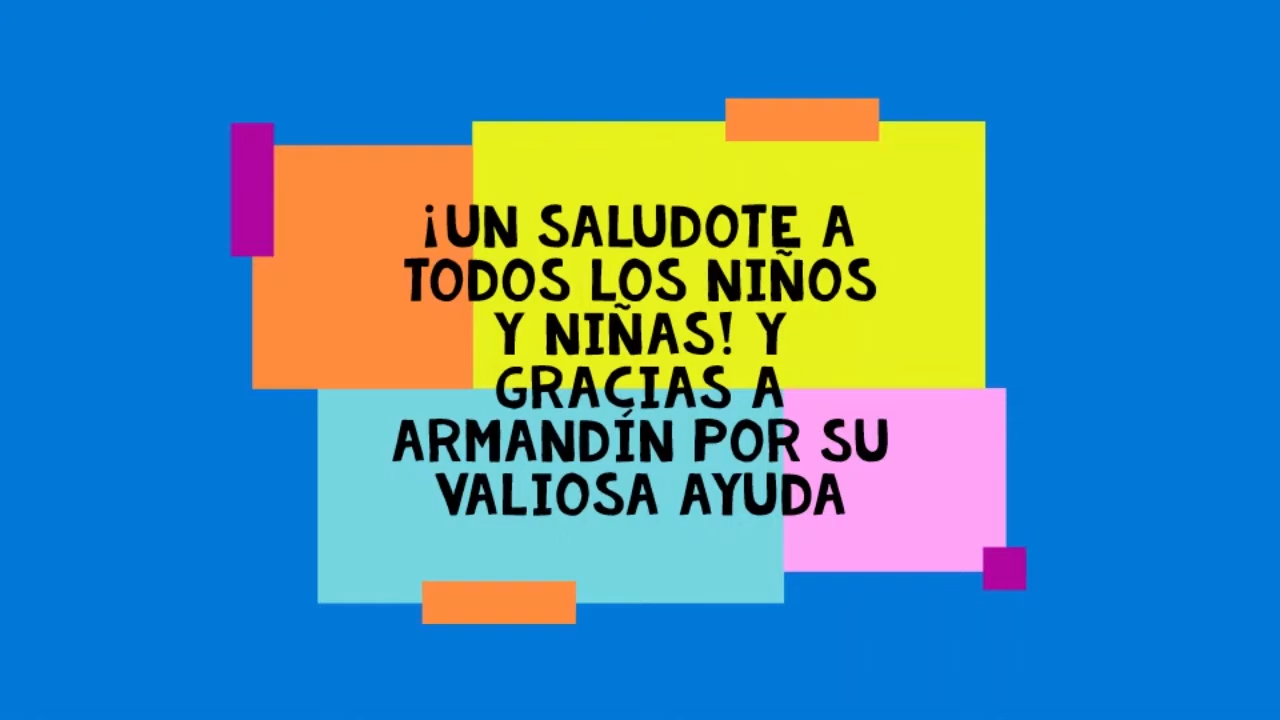 ¡UN SALUDOTE A
TODOS LOS NIÑOS
Y NIÑAS! Y
GRACIAS A
ARMANDÍN POR SU
VALIOSA AYUDA